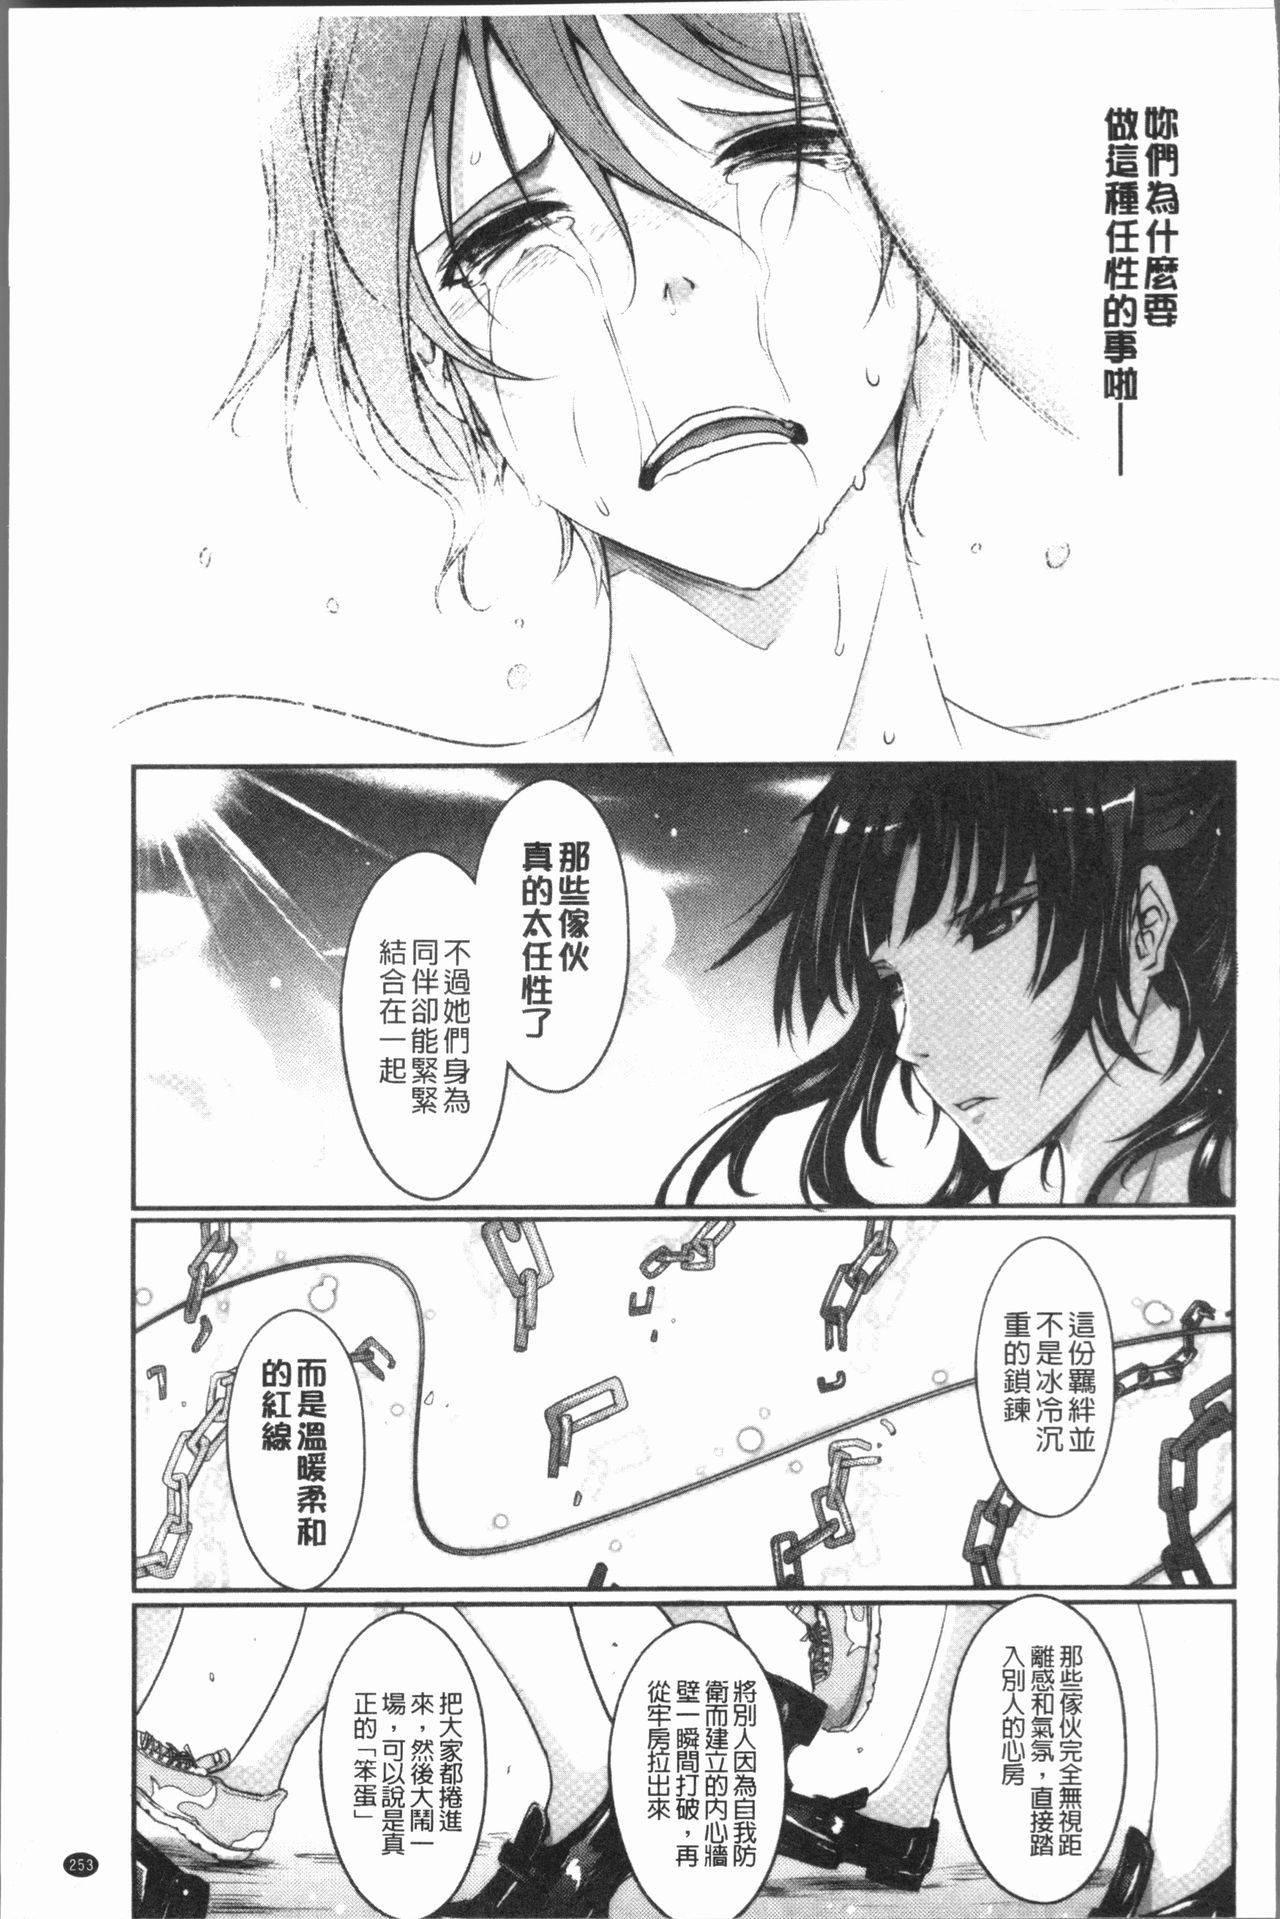 妳們為什麼要
做這種任性的事啦——
那些傢伙
真的太任性了
不過她們身為
同伴卻能緊緊
結合在一起
這份羈絆並
不是冰冷沉
重的鎖鍊
而是溫暖柔和
的紅線
那些傢伙完全無視距
離感和氣氛，直接踏
入別人的心房
將別人因為自我防
衛而建立的內心牆
壁一瞬間打破，再
從牢房拉出來
把大家都捲進
來，然後大鬧一
場，可以說是真
正的「笨蛋」
253